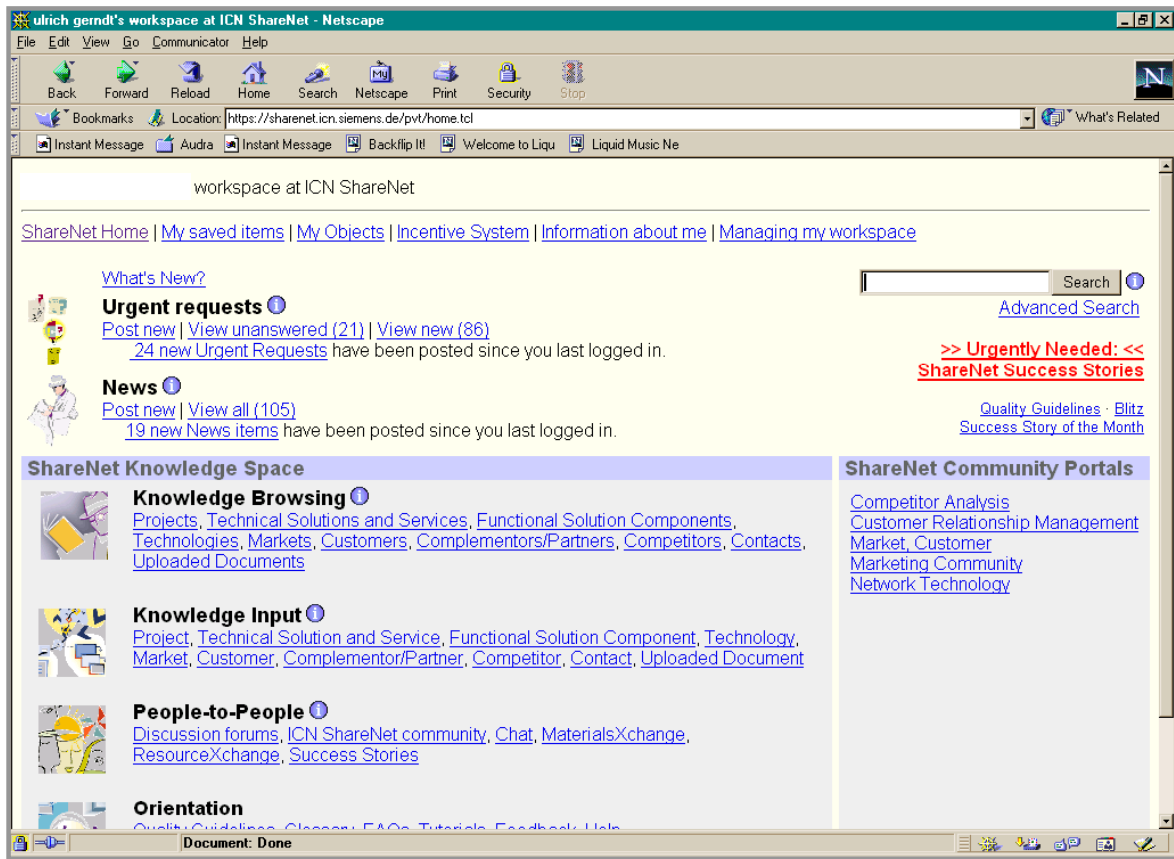 ulrich gerndt's workspace at ICN ShareNet - Netscape
File Edit View Go Communicator Help
Back Forward Reload Home Search Netscape Print Security Stop
My
N
Bookmarks Location: https://sharenet.icn.siemens.de/pvt/home.tcl What's Related
Instant Message Audra Instant Message Backflip It! Welcome to Liqu Liquid Music Ne
workspace at ICN ShareNet
ShareNet Home | My saved items | My Objects | Incentive System | Information about me | Managing my workspace
What's New?
Search
Urgent requests
Advanced Search
Post new | View unanswered (21) | View new (86)
24 new Urgent Requests have been posted since you last logged in.
>> Urgently Needed: <<
ShareNet Success Stories
News
Post new | View all (105)
19 new News items have been posted since you last logged in.
Quality Guidelines · Blitz
Success Story of the Month
ShareNet Knowledge Space
Knowledge Browsing
Projects, Technical Solutions and Services, Functional Solution Components,
Technologies, Markets, Customers, Complementors/Partners, Competitors, Contacts,
Uploaded Documents
Knowledge Input
Project, Technical Solution and Service, Functional Solution Component, Technology,
Market, Customer, Complementor/Partner, Competitor, Contact, Uploaded Document
People-to-People
Discussion forums, ICN ShareNet community, Chat, MaterialsXchange,
ResourceXchange, Success Stories
Orientation
Quality Guidelines, Glossary, FAQs, Tutorials, Feedback, Help
ShareNet Community Portals
Competitor Analysis
Customer Relationship Management
Market, Customer
Marketing Community
Network Technology
Document: Done